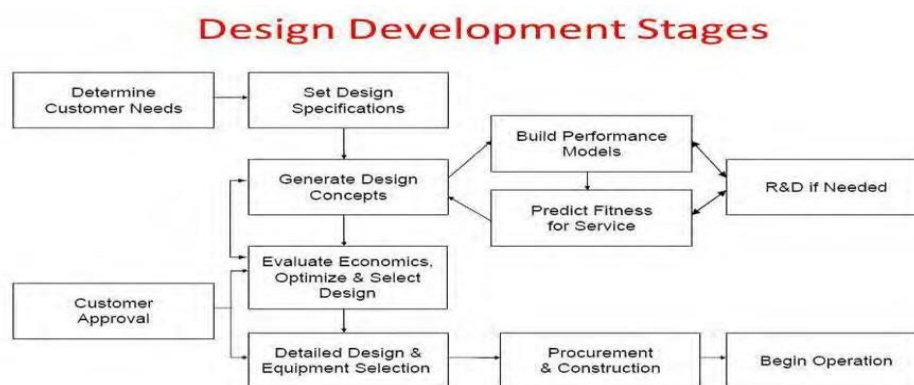 Design Development Stages
Determine
Customer Needs
Set Design
Specifications
Build Performance
Models
Generate Design
Concepts
R&D if Needed
Predict Fitness
for Service
Evaluate Economics,
Optimize & Select
Design
Customer
Approval
Detailed Design &
Equipment Selection
Procurement
& Construction
Begin Operation